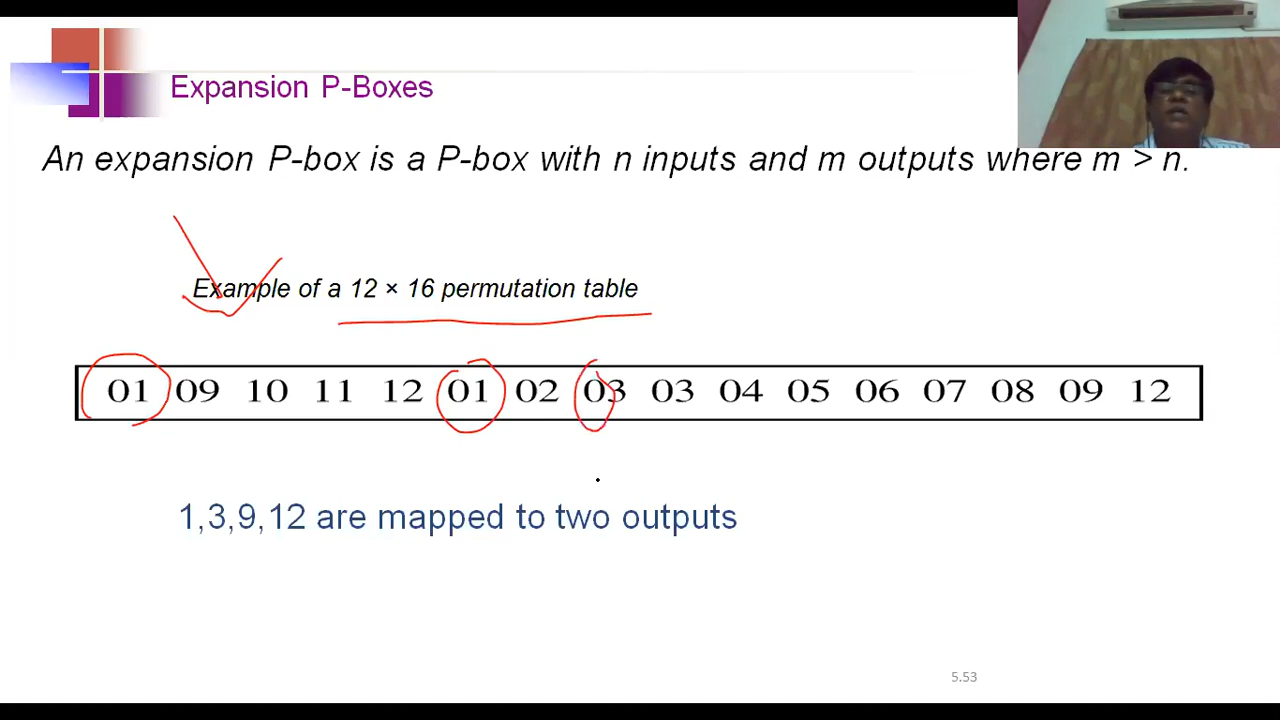 Expansion P-Boxes
An expansion P-box is a P-box with n inputs and m outputs where m > n.
Example of a 12 × 16 permutation table
01 09 10 11 12 01 02 03 03 04 05 06 07 08 09 12
1,3,9,12 are mapped to two outputs
5.53